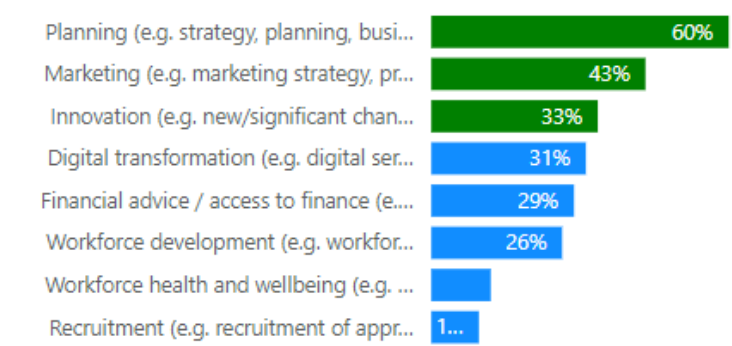 Planning (e.g. strategy, planning, busi... 60%
Marketing (e.g. marketing strategy, pr... 43%
Innovation (e.g. new/significant chan... 33%
Digital transformation (e.g. digital ser... 31%
Financial advice / access to finance (e.... 29%
Workforce development (e.g. workfor... 26%
Workforce health and wellbeing (e.g. ...
Recruitment (e.g. recruitment of appr... 1...